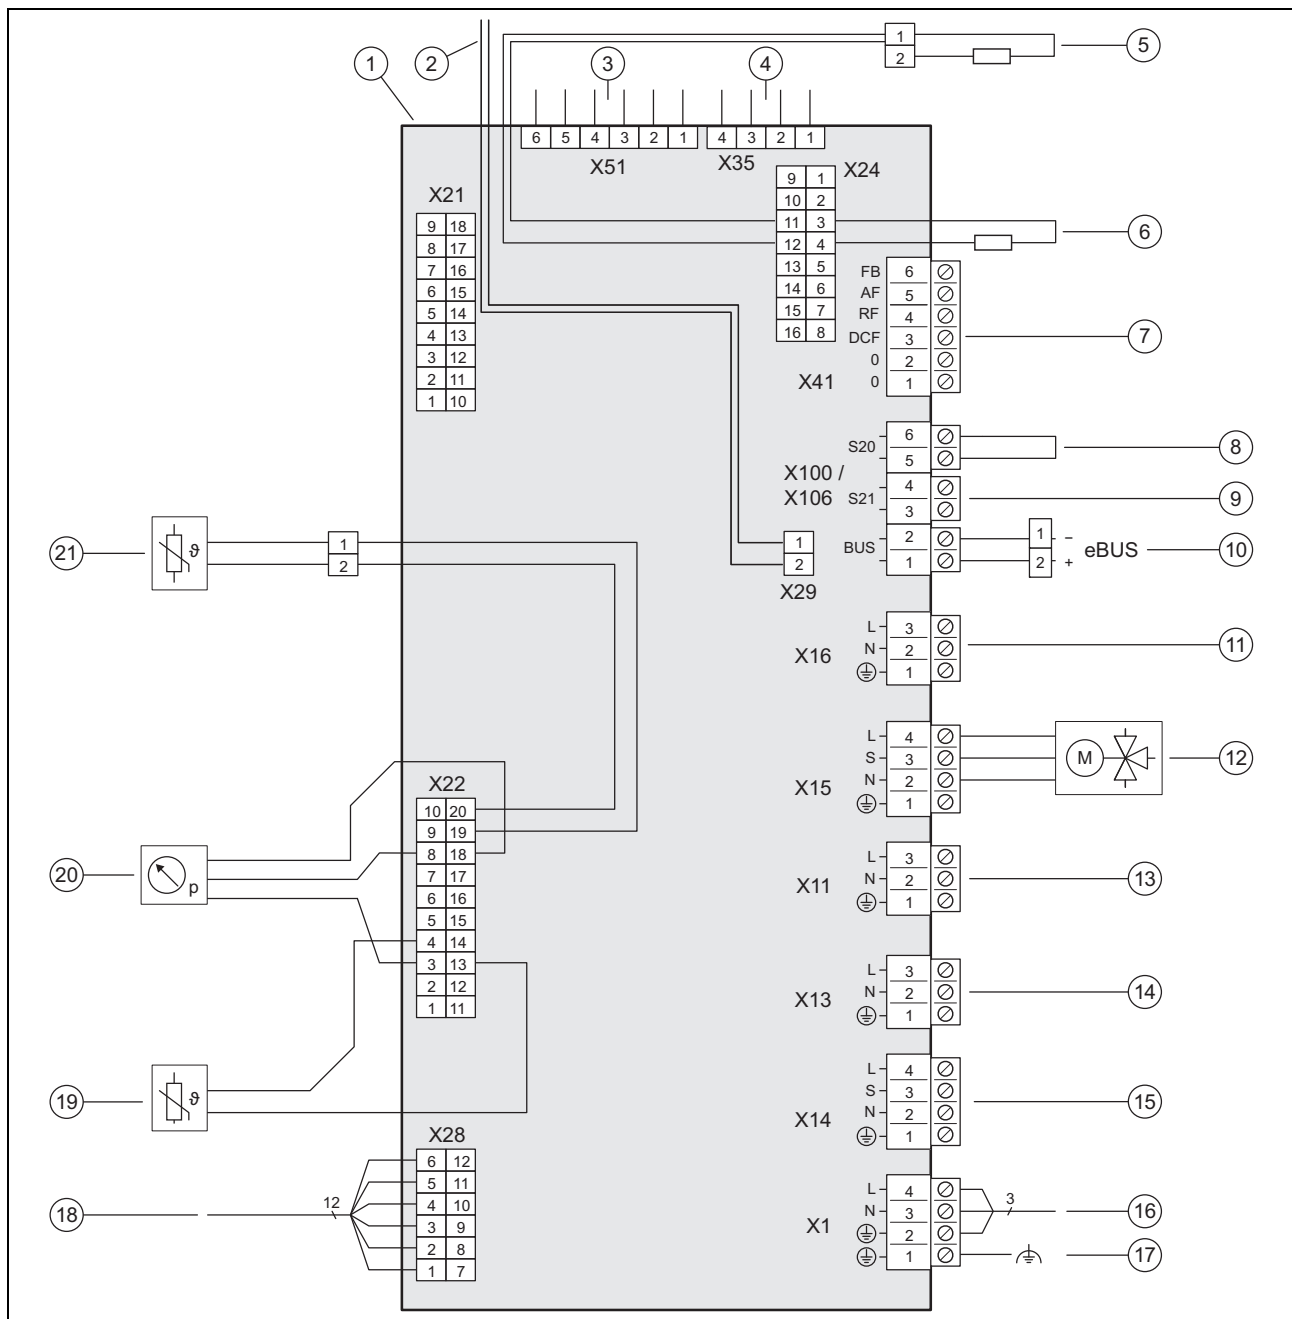 1
2
5
1
2
3
4
6 5 4 3 2 1
4 3 2 1
X51
X35
X24
9 1
10 2
11 3
12 4
13 5
14 6
15 7
16 8
6
X21
9 18
8 17
7 16
6 15
5 14
4 13
3 12
2 11
1 10
FB 6
AF 5
RF 4
DCF 3
0 2
0 1
X41
7
S20
6
5
8
X100 /
X106
S21
4
3
9
BUS
2
1
1 −
2 +
eBUS
10
1
2
X29
21
ϑ
1
2
X16
L 3
N 2
1
11
X15
L 4
S 3
N 2
1
M
12
X22
10 20
9 19
8 18
7 17
6 16
5 15
4 14
3 13
2 12
1 11
20
p
X11
L 3
N 2
1
13
X13
L 3
N 2
1
14
19
ϑ
X14
L 4
S 3
N 2
1
15
X28
6 12
5 11
4 10
3 9
2 8
1 7
18
12
X1
L 4
N 3
2
1
3
16
17